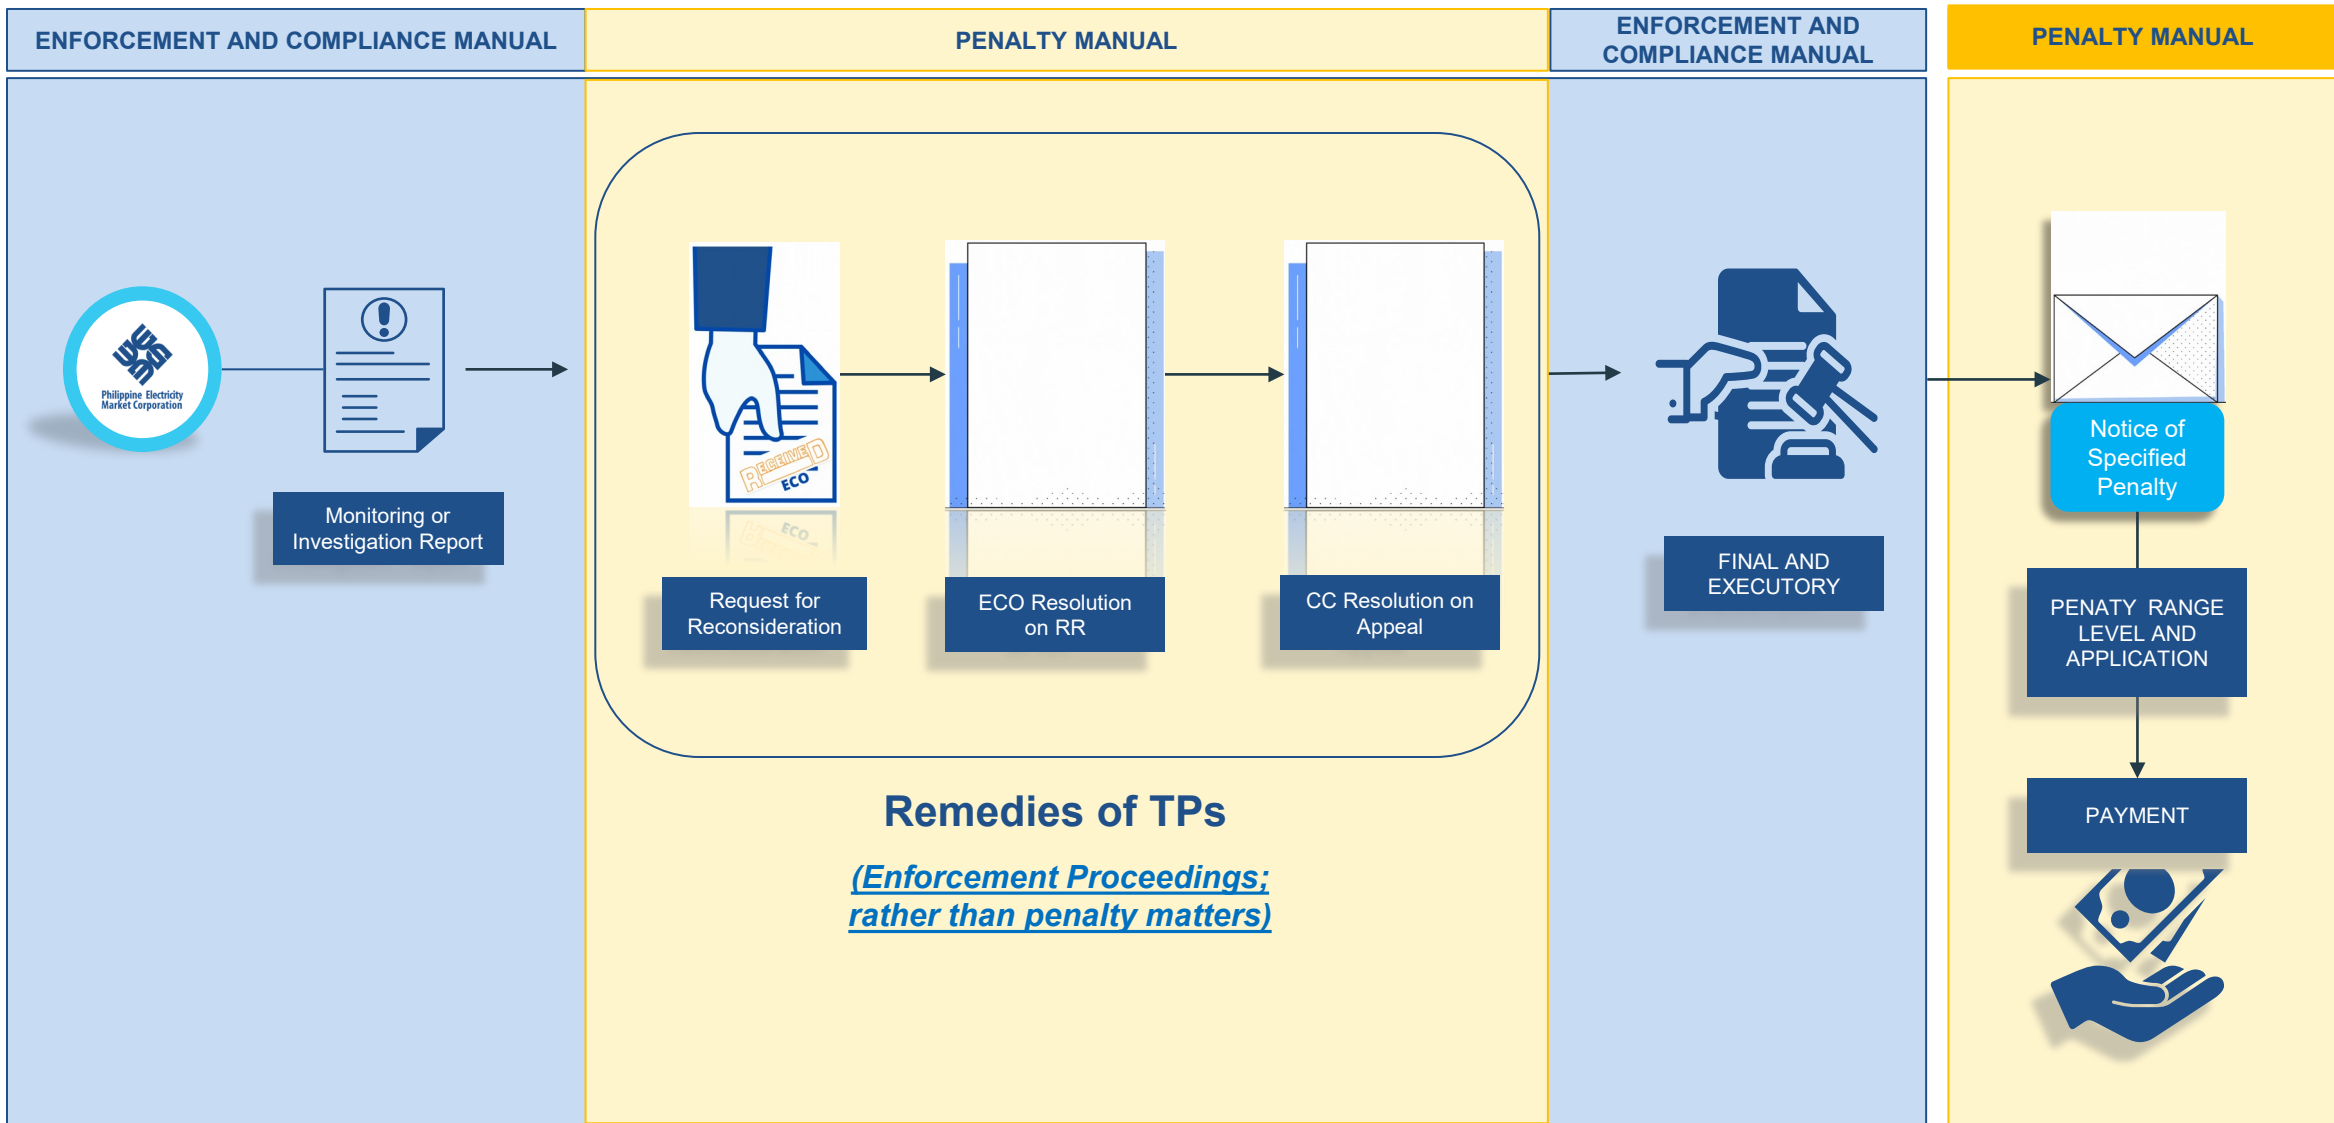 ENFORCEMENT AND COMPLIANCE MANUAL
PENALTY MANUAL
ENFORCEMENT AND
COMPLIANCE MANUAL
PENALTY MANUAL
Philippine Electricity
Market Corporation
Monitoring or
Investigation Report
RECEIVED
ECO
Request for
Reconsideration
ECO Resolution
on RR
CC Resolution on
Appeal
Remedies of TPs
(Enforcement Proceedings;
rather than penalty matters)
FINAL AND
EXECUTORY
Notice of
Specified
Penalty
PENATY RANGE
LEVEL AND
APPLICATION
PAYMENT